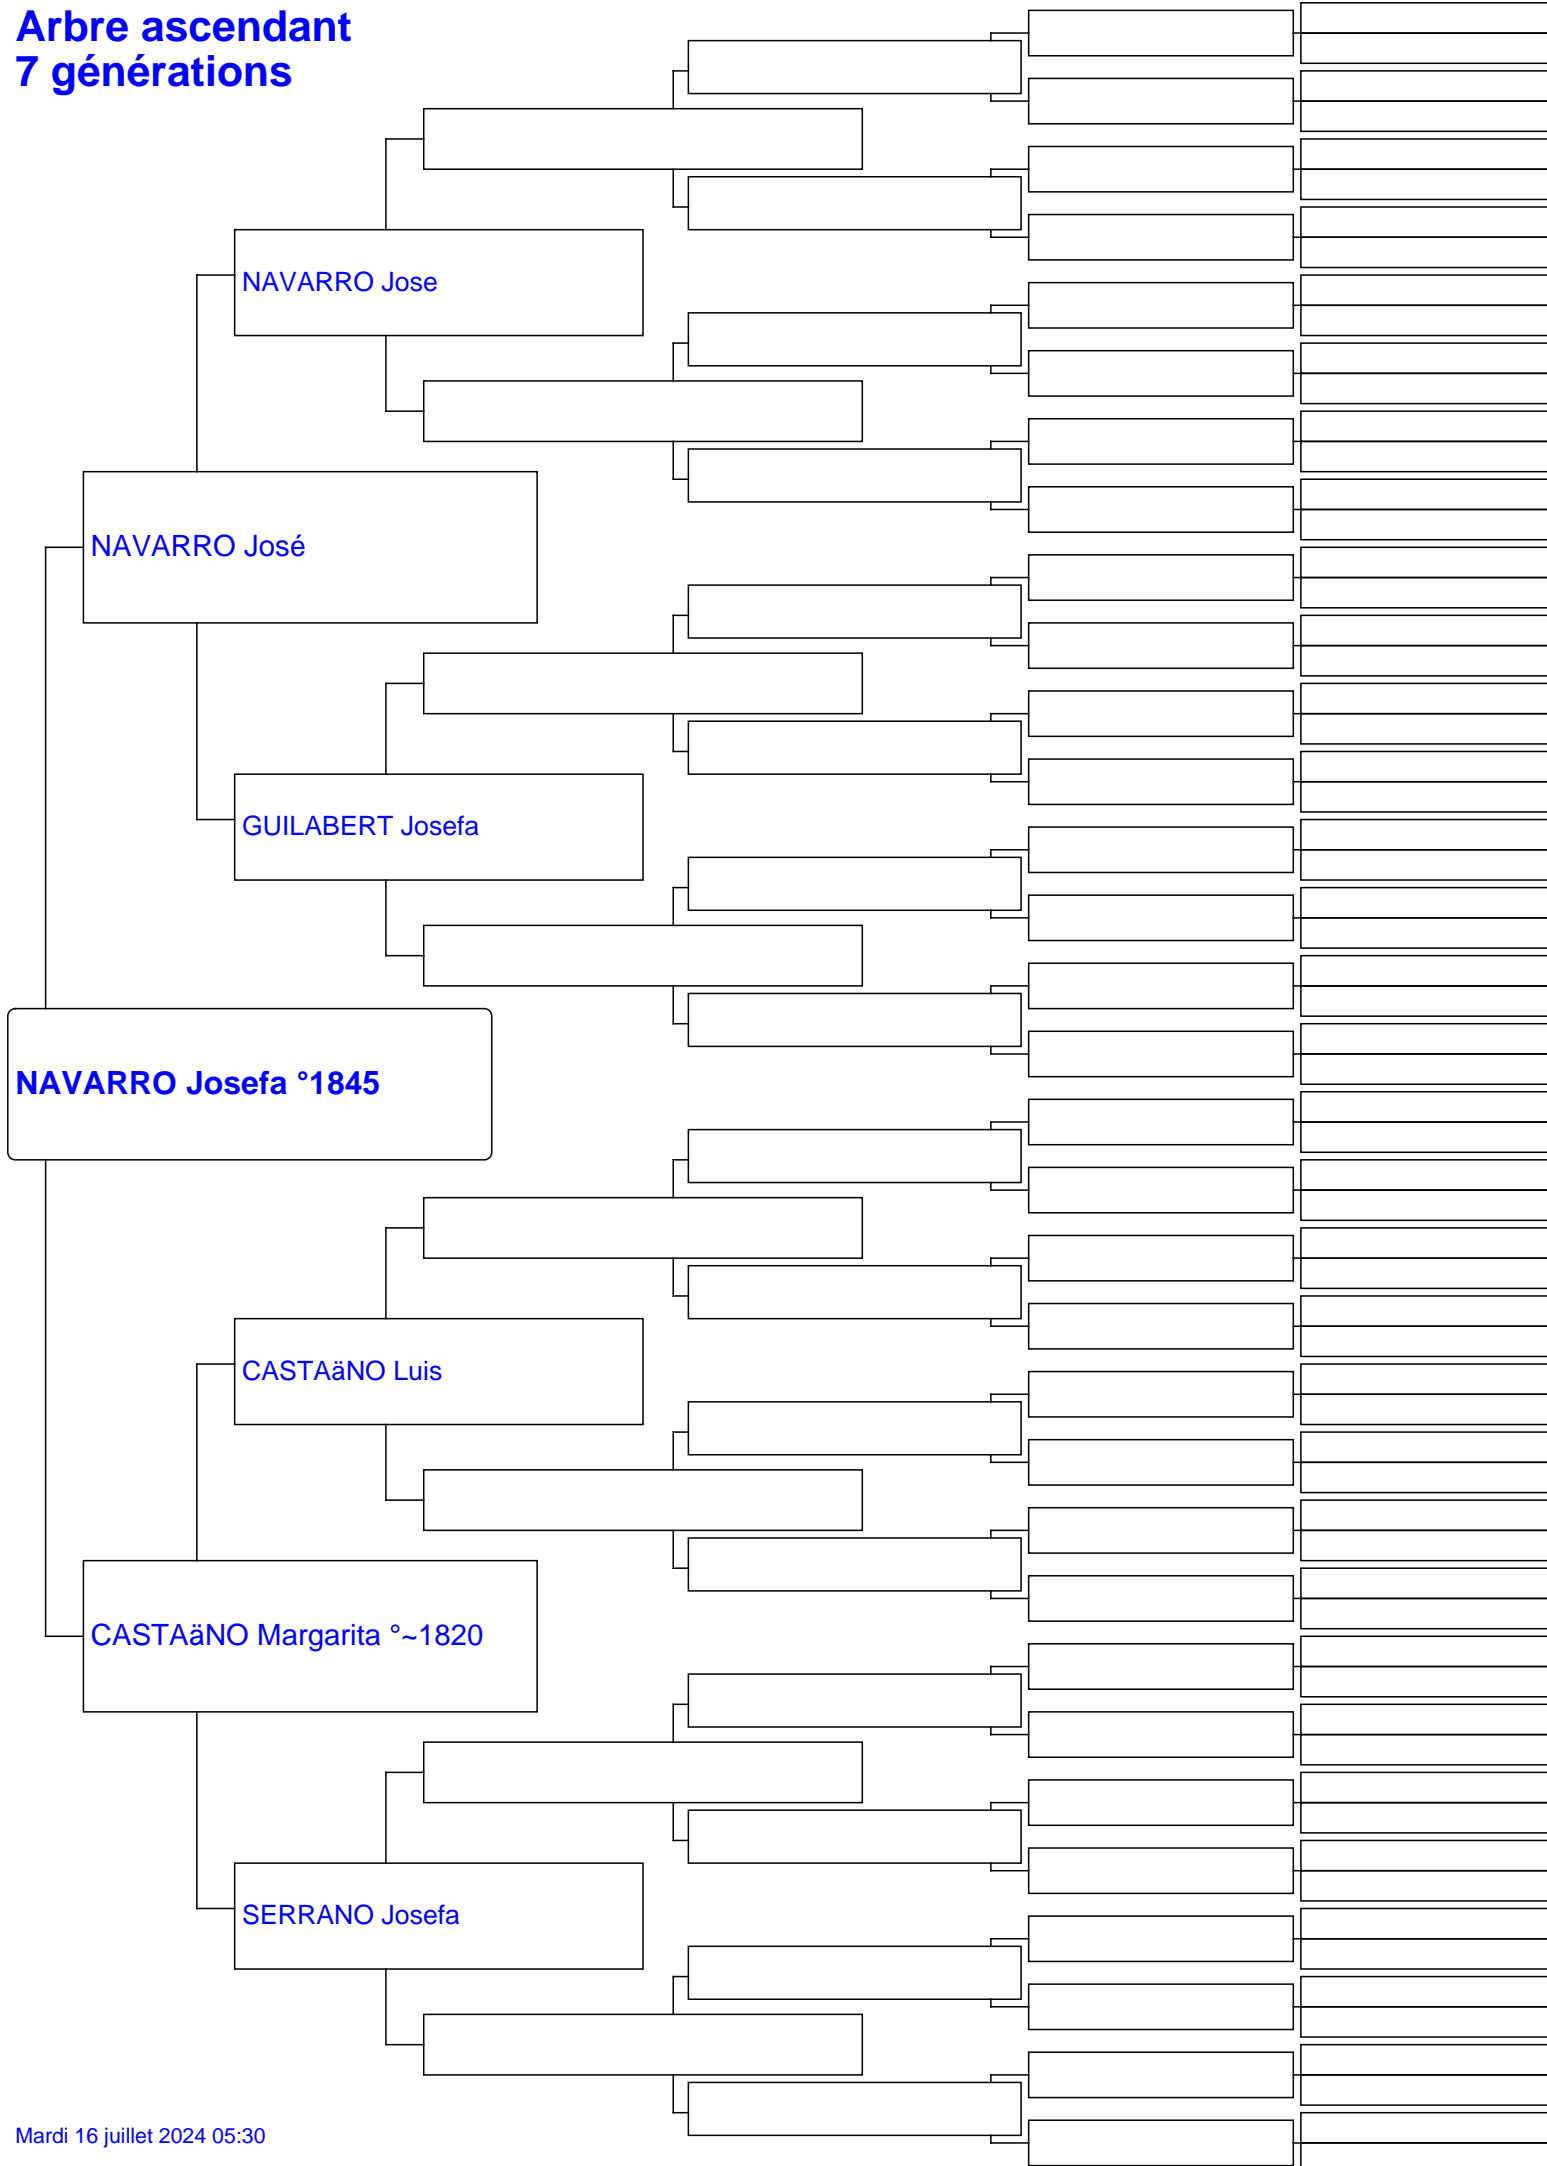 Arbre ascendant
7 générations
NAVARRO Jose
NAVARRO José
GUILABERT Josefa
NAVARRO Josefa °1845
CASTAäNO Luis
CASTAäNO Margarita °~1820
SERRANO Josefa
Mardi 16 juillet 2024 05:30